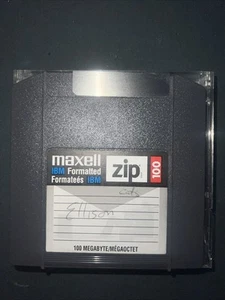 maxell
IBM Formatted
Formatées IBM
zip 100
Ellison
100 MEGABYTE/MÉGAOCTET